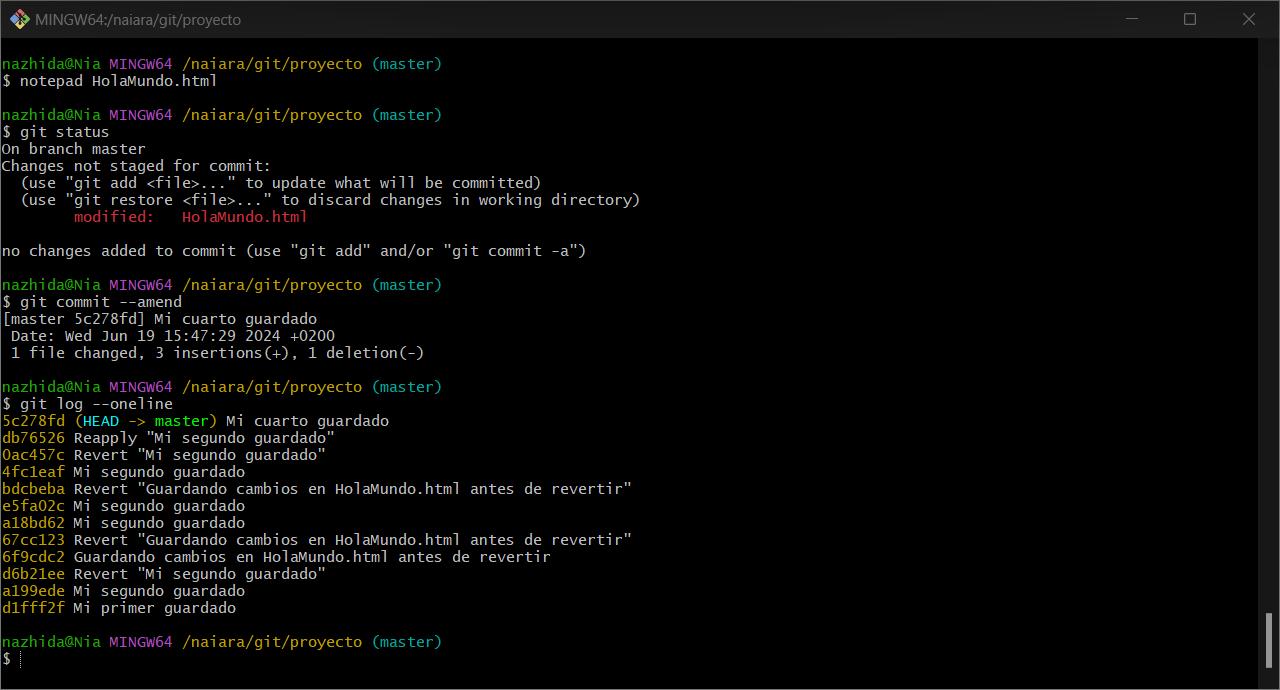 MINGW64:/naiara/git/proyecto
nazhida@Nia MINGW64 /naiara/git/proyecto (master)
$ notepad HolaMundo.html
nazhida@Nia MINGW64 /naiara/git/proyecto (master)
$ git status
On branch master
Changes not staged for commit:
  (use "git add <file>..." to update what will be committed)
  (use "git restore <file>..." to discard changes in working directory)
        modified:   HolaMundo.html
no changes added to commit (use "git add" and/or "git commit -a")
nazhida@Nia MINGW64 /naiara/git/proyecto (master)
$ git commit --amend
[master 5c278fd] Mi cuarto guardado
 Date: Wed Jun 19 15:47:29 2024 +0200
 1 file changed, 3 insertions(+), 1 deletion(-)
nazhida@Nia MINGW64 /naiara/git/proyecto (master)
$ git log --oneline
5c278fd (HEAD -> master) Mi cuarto guardado
db76526 Reapply "Mi segundo guardado"
0ac457c Revert "Mi segundo guardado"
4fc1eaf Mi segundo guardado
bdcbeba Revert "Guardando cambios en HolaMundo.html antes de revertir"
e5fa02c Mi segundo guardado
a18bd62 Mi segundo guardado
67cc123 Revert "Guardando cambios en HolaMundo.html antes de revertir"
6f9cdc2 Guardando cambios en HolaMundo.html antes de revertir
d6b21ee Revert "Mi segundo guardado"
a199ede Mi segundo guardado
d1fff2f Mi primer guardado
nazhida@Nia MINGW64 /naiara/git/proyecto (master)
$